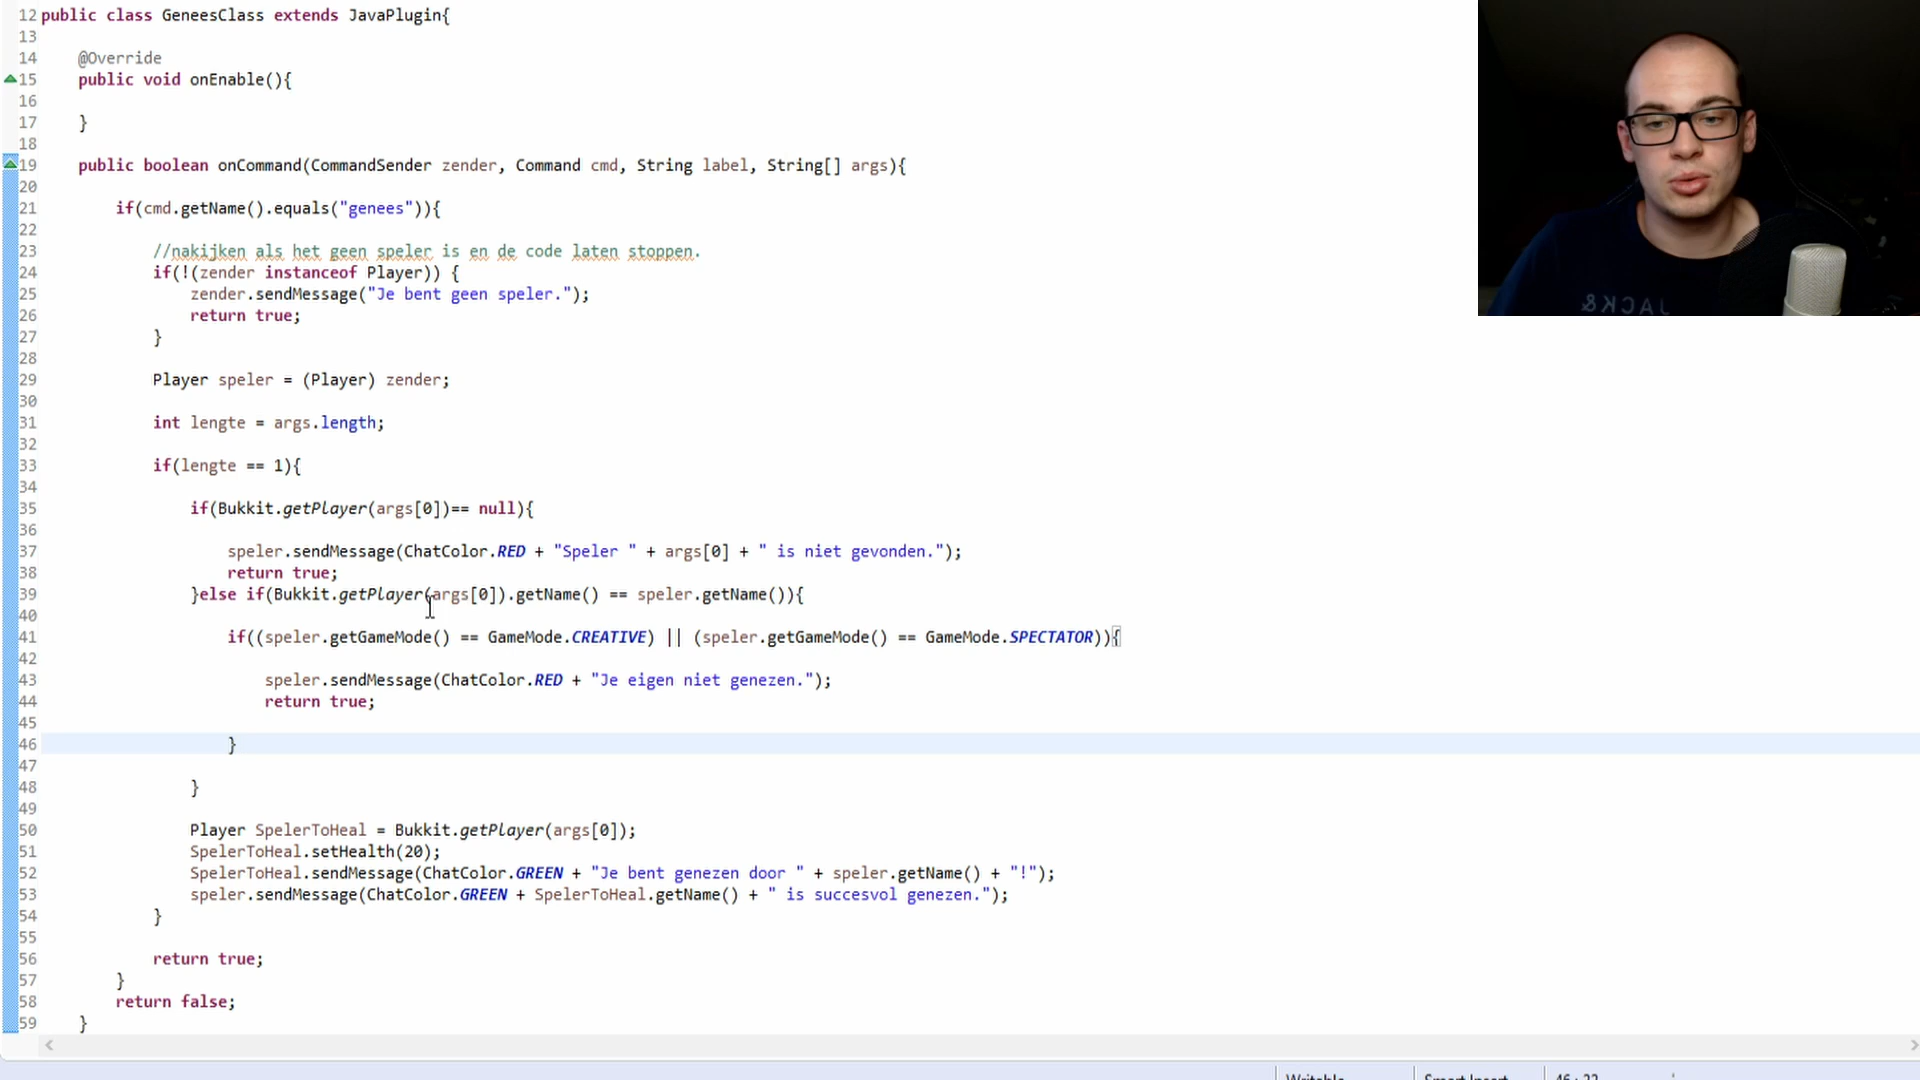 12 public class GeneesClass extends JavaPlugin{
13
14 @Override
15 public void onEnable(){
16
17 }
18
19 public boolean onCommand(CommandSender zender, Command cmd, String label, String[] args){
20
21 if(cmd.getName().equals("genees")){
22
23 //nakijken als het geen speler is en de code laten stoppen.
24 if(!(zender instanceof Player)) {
25 zender.sendMessage("Je bent geen speler.");
26 return true;
27 }
28
29 Player speler = (Player) zender;
30
31 int lengte = args.length;
32
33 if(lengte == 1){
34
35 if(Bukkit.getPlayer(args[0])== null){
36
37 speler.sendMessage(ChatColor.RED + "Speler " + args[0] + " is niet gevonden.");
38 return true;
39 }else if(Bukkit.getPlayer(args[0]).getName() == speler.getName()){
40
41 if((speler.getGameMode() == GameMode.CREATIVE) || (speler.getGameMode() == GameMode.SPECTATOR)){
42
43 speler.sendMessage(ChatColor.RED + "Je eigen niet genezen.");
44 return true;
45
46 }
47
48 }
49
50 Player SpelerToHeal = Bukkit.getPlayer(args[0]);
51 SpelerToHeal.setHealth(20);
52 SpelerToHeal.sendMessage(ChatColor.GREEN + "Je bent genezen door " + speler.getName() + "!");
53 speler.sendMessage(ChatColor.GREEN + SpelerToHeal.getName() + " is succesvol genezen.");
54 }
55
56 return true;
57 }
58 return false;
59 }
JACK&
Writable Smart Insert 46 : 22